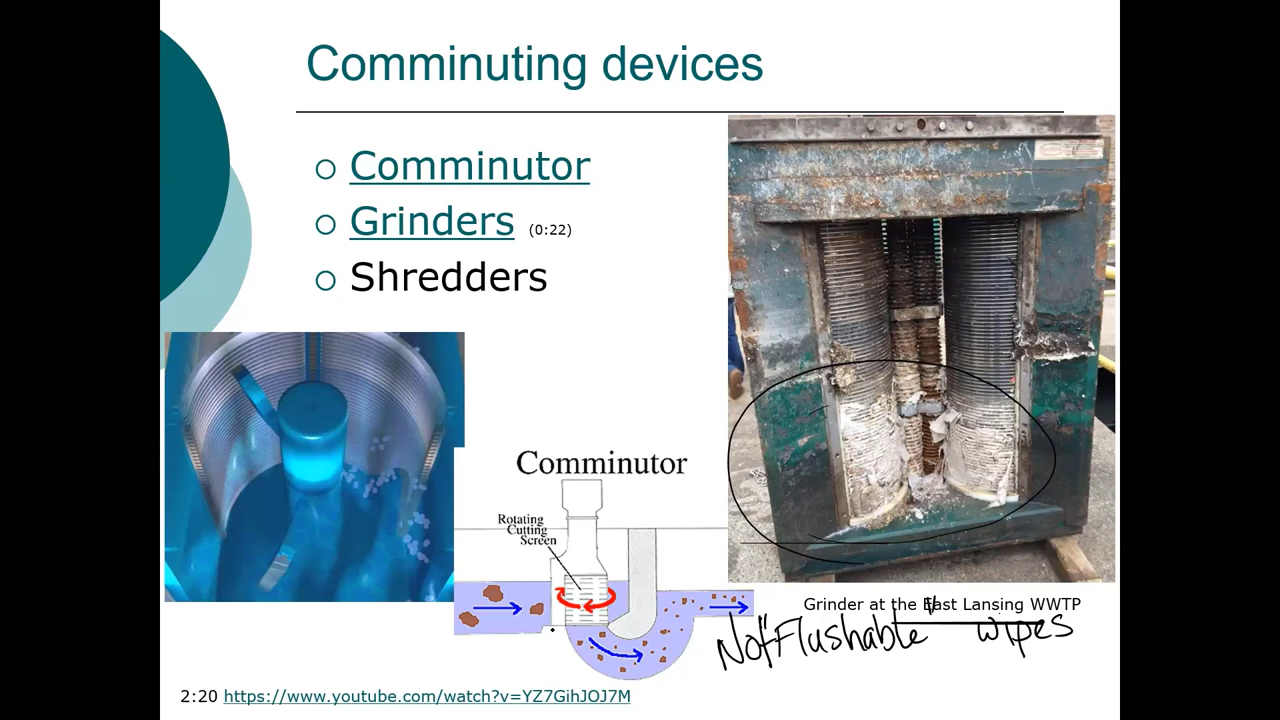 Comminuting devices
Comminutor
Grinders (0:22)
Shredders
Comminutor
Rotating
Cutting
Screen
Grinder at the East Lansing WWTP
Not "Flushable" wipes
2:20 https://www.youtube.com/watch?v=YZ7GihJOJ7M